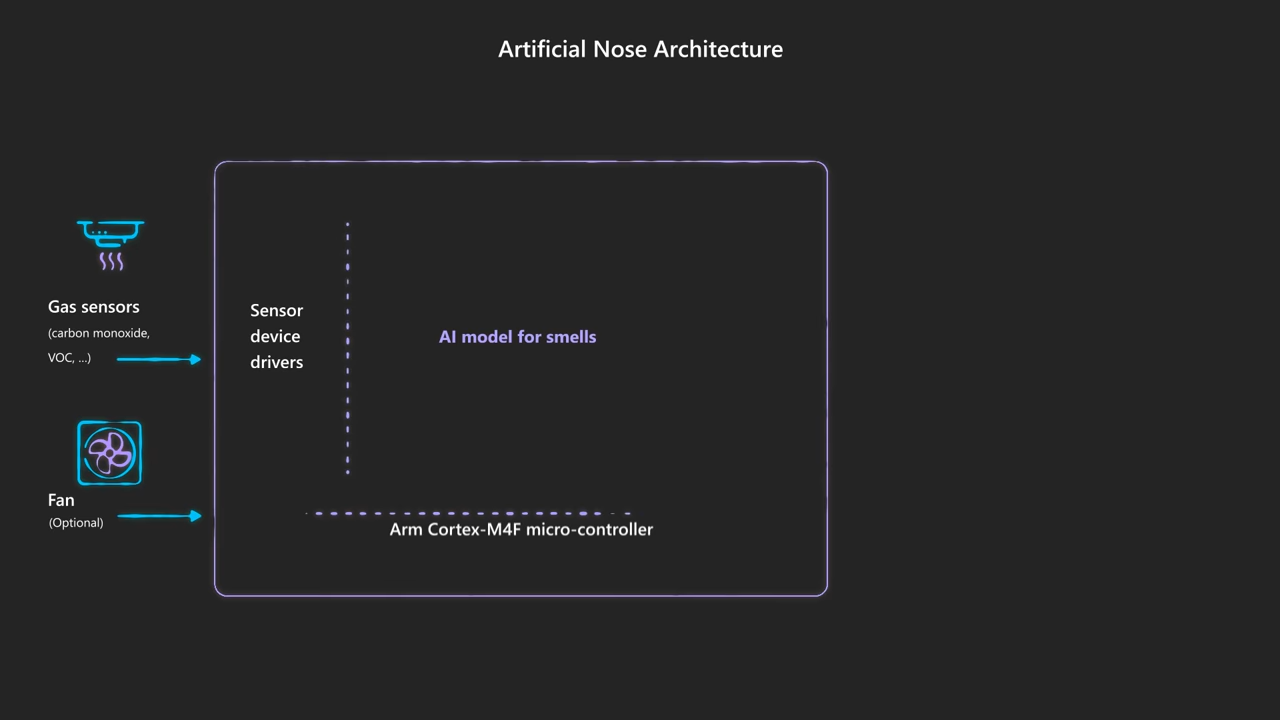 Artificial Nose Architecture
Gas sensors
(carbon monoxide,
VOC, ...)
Fan
(Optional)
Sensor
device
drivers
AI model for smells
Arm Cortex-M4F micro-controller